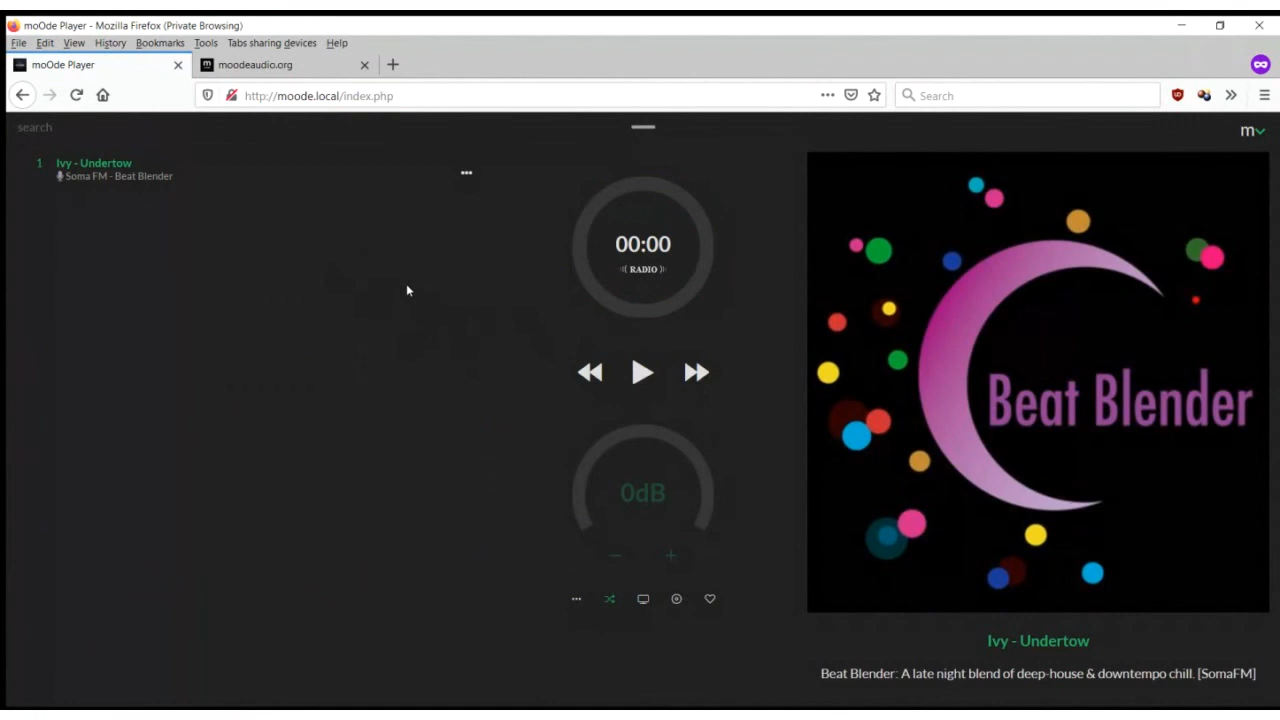 moOde Player - Mozilla Firefox (Private Browsing)
File Edit View History Bookmarks Tools Tabs sharing devices Help
moOde Player
moodeaudio.org
http://moode.local/index.php
Search
search
m
1 Ivy - Undertow
Soma FM - Beat Blender
00:00
RADIO
0dB
Beat Blender
Ivy - Undertow
Beat Blender: A late night blend of deep-house & downtempo chill. [SomaFM]